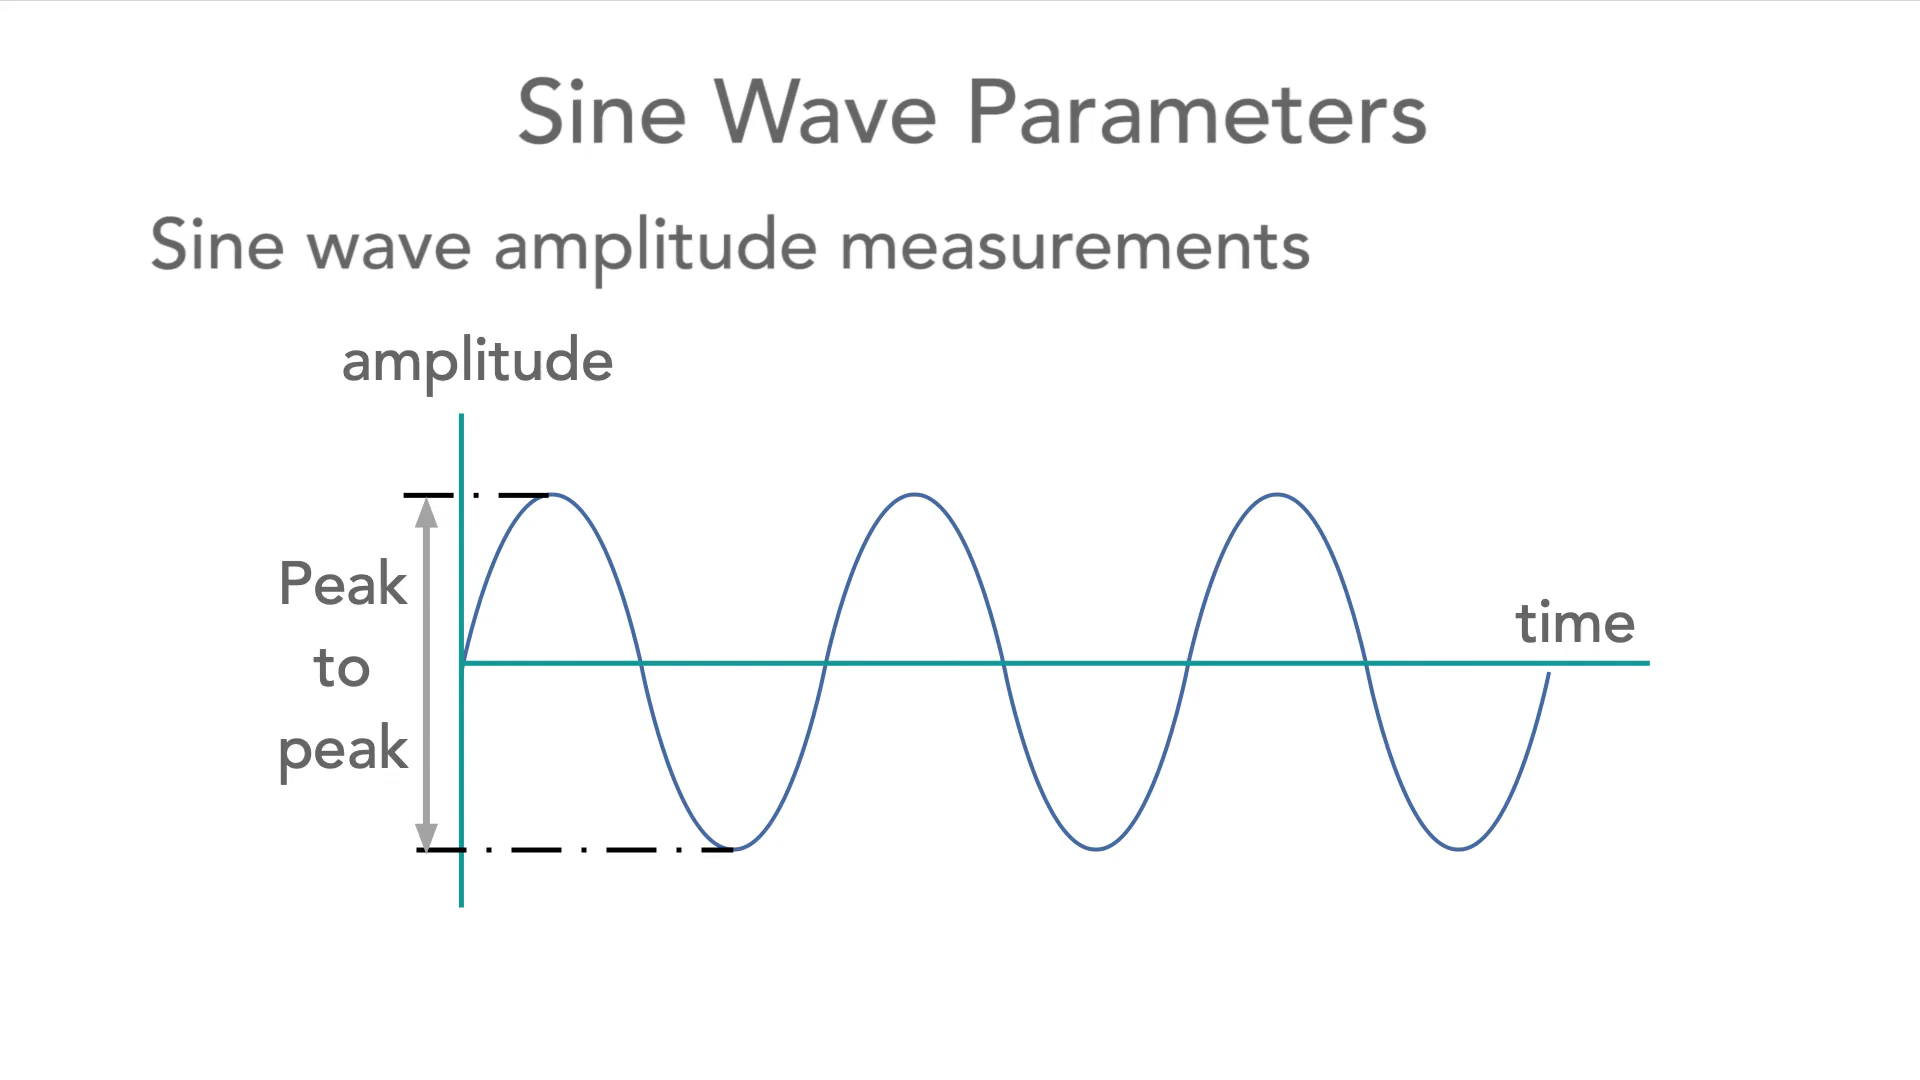 Sine Wave Parameters
Sine wave amplitude measurements
amplitude
Peak
to
peak
time